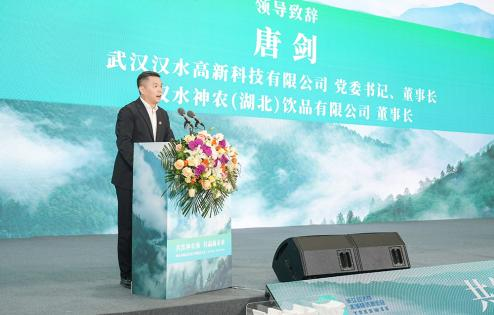 领导致辞
唐剑
武汉汉水高新科技有限公司 党委书记、董事长
汉水神农(湖北)饮品有限公司 董事长
共